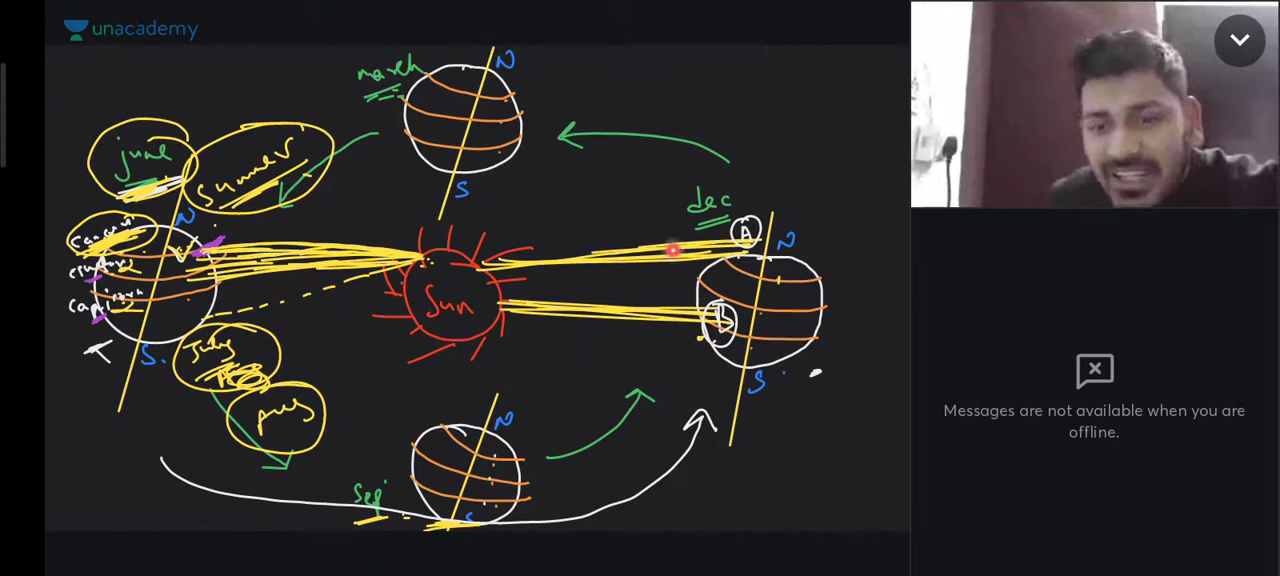 unacademy
march
N
S
june
Summer
N
S.
Sun
dec
A
N
B
S
July
Aug
N
Sep
S
Messages are not available when you are
offline.